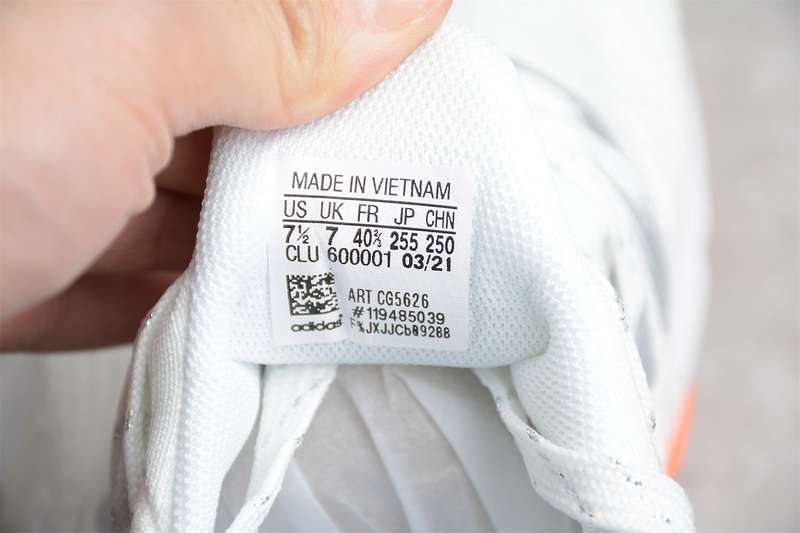 MADE IN VIETNAM
US UK FR JP CHN
7½ 7 40⅔ 255 250
CLU 600001 03/21
ART CG5626
#119485039
adidas